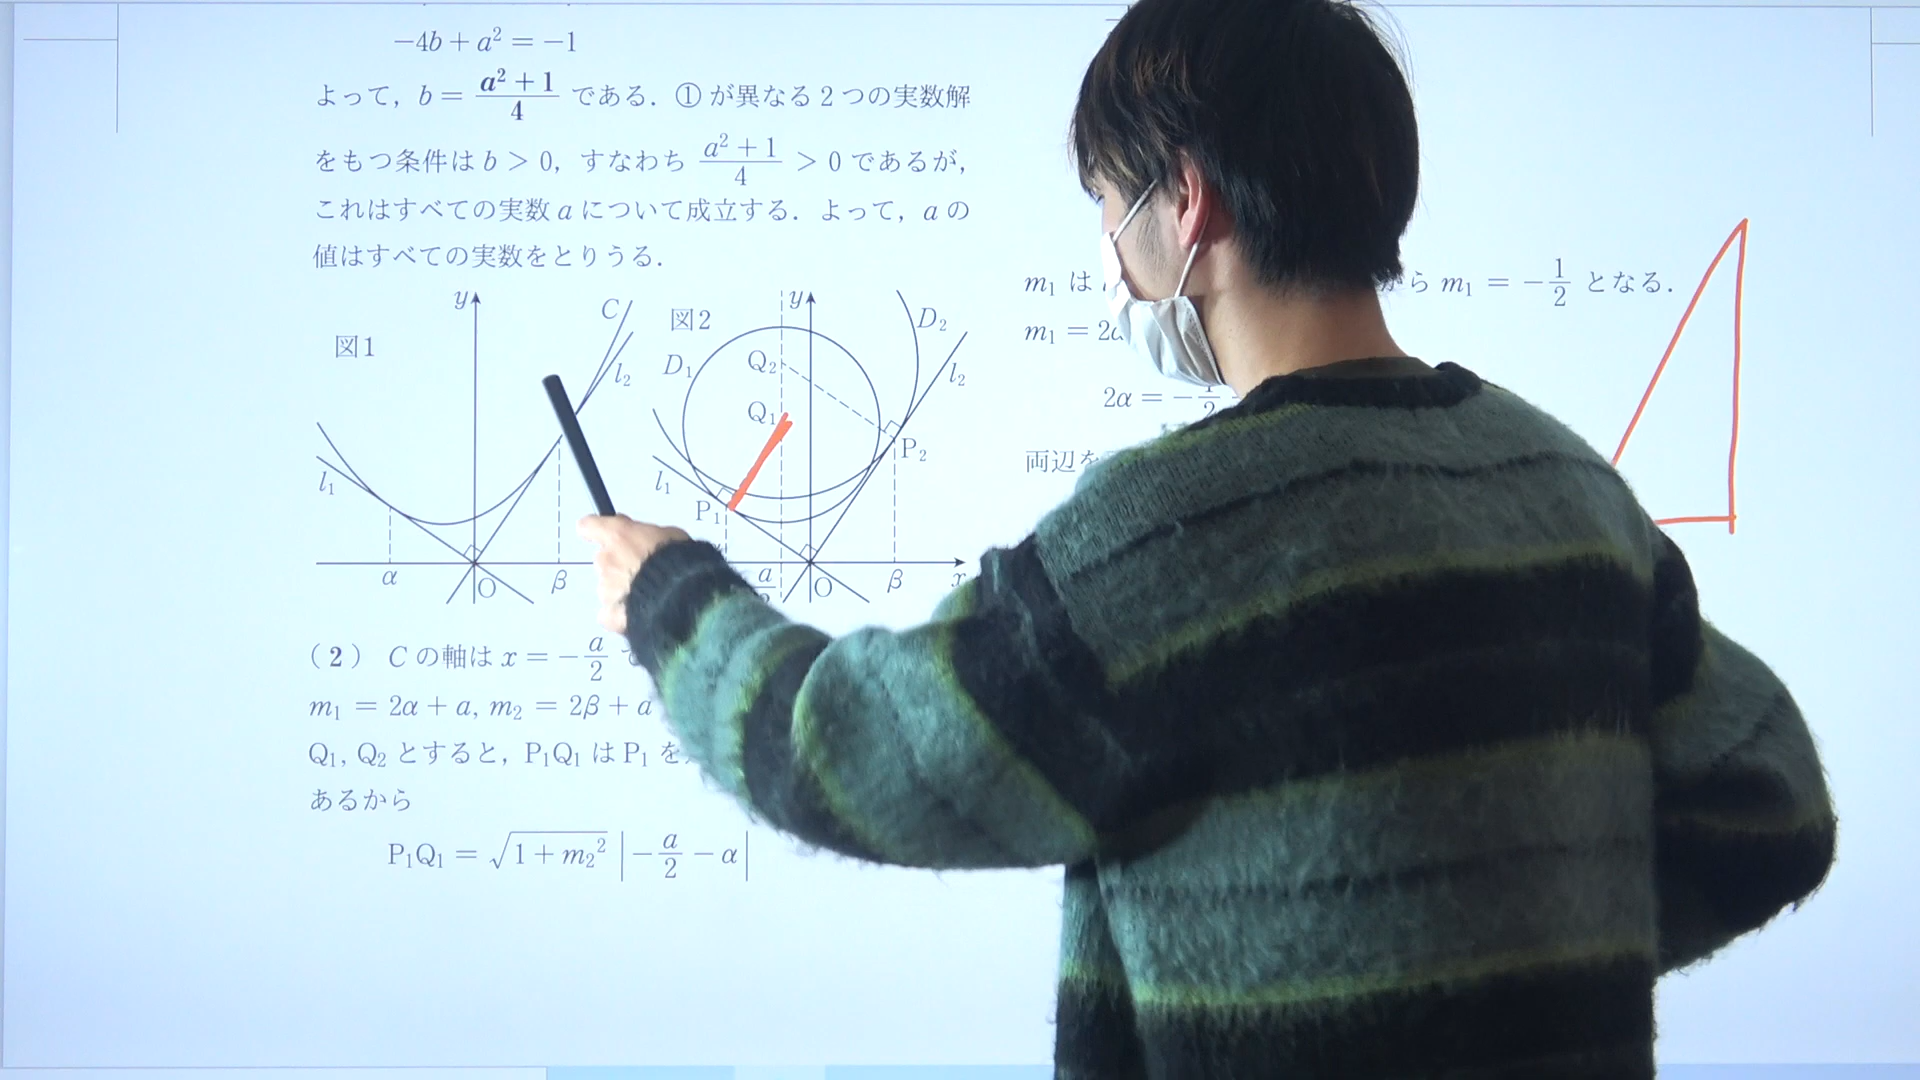 −4b + a² = −1
よって，b = (a² + 1)/4 である．① が異なる 2 つの実数解
をもつ条件は b > 0，すなわち (a² + 1)/4 > 0 であるが，
これはすべての実数 a について成立する．よって，a の
値はすべての実数をとりうる．
図1
y
C
l₂
l₁
α
O
β
図2
y
D₂
D₁
Q₂
l₂
Q₁
P₂
l₁
P₁
a
O
β
x
(2) C の軸は x = −a/2
m₁ = 2α + a, m₂ = 2β + a
Q₁, Q₂ とすると，P₁Q₁ は P₁ を
あるから
P₁Q₁ = √(1 + m₂²) |−a/2 − α|
m₁ は
から m₁ = −1/2 となる．
m₁ = 2α
2α = −1/2
両辺を